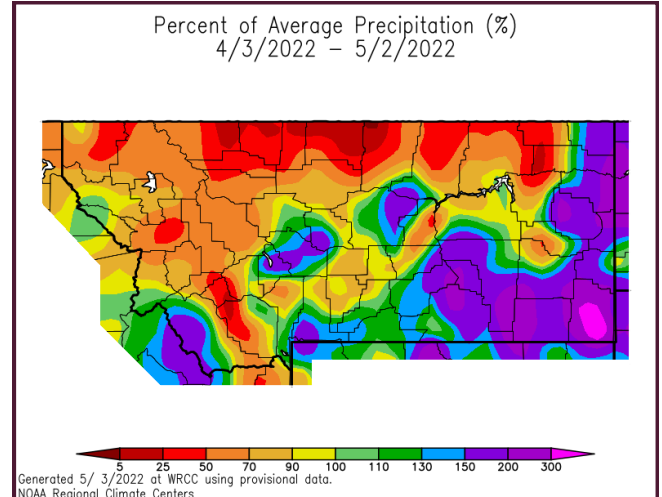 Percent of Average Precipitation (%)
4/3/2022 – 5/2/2022
5 25 50 70 90 100 110 130 150 200 300
Generated 5/ 3/2022 at WRCC using provisional data.
NOAA Regional Climate Centers